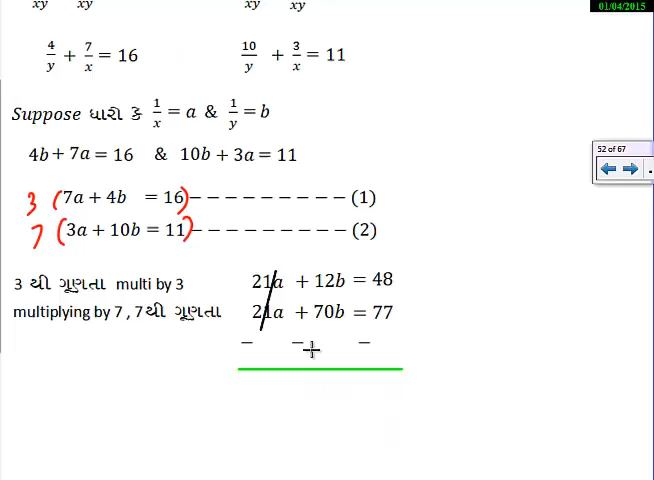 01/04/2015
xy xy xy xy
4/y + 7/x = 16 10/y + 3/x = 11
Suppose ધારો કે 1/x = a & 1/y = b
4b + 7a = 16 & 10b + 3a = 11
52 of 67
3 (7a + 4b = 16) − − − − − − − − − (1)
7 (3a + 10b = 11) − − − − − − − − − (2)
3 થી ગૂણતા multi by 3 21a + 12b = 48
multiplying by 7 , 7થી ગૂણતા 21a + 70b = 77
− − −